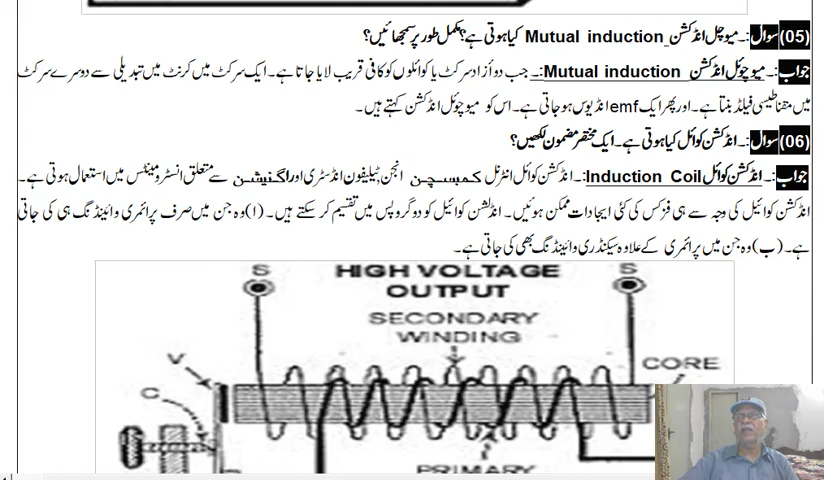 (05) سوال:۔ میوچل انڈکشن Mutual induction کیا ہوتی ہے؟ مکمل طور پر سمجھائیں؟
جواب:۔ میوچوئل انڈکشن Mutual induction:۔ جب دو آزاد سرکٹ یا کوائلوں کو کافی قریب لایا جاتا ہے۔ ایک سرکٹ میں کرنٹ میں تبدیلی سے دوسرے سرکٹ
میں مقناطیسی فیلڈ بنتا ہے۔ اور پھر ایک emf انڈیوس ہو جاتی ہے۔ اس کو میوچوئل انڈکشن کہتے ہیں۔
(06) سوال:۔ انڈکشن کوائل کیا ہوتی ہے۔ ایک مختصر مضمون لکھیں؟
جواب:۔ انڈکشن کوائل Induction Coil:۔ انڈکشن کوائل انٹرنل کمبسچن انجن ٹیلیفون انڈسٹری اور اگنیشن سے متعلق انسٹرومینٹس میں استعمال ہوتی ہے۔
انڈکشن کوائیل کی وجہ سے ہی فزکس کی کئی ایجادات ممکن ہوئیں۔ انڈشن کوائیل کو دو گروپس میں تقسیم کر سکتے ہیں۔ (ا) وہ جن میں صرف پرائمری وائینڈنگ ہی کی جاتی
ہے۔ (ب) وہ جن میں پرائمری کے علاوہ سیکنڈری وائینڈنگ بھی کی جاتی ہے۔
S HIGH VOLTAGE S
OUTPUT
SECONDARY
WINDING
V
CORE
C
PRIMARY